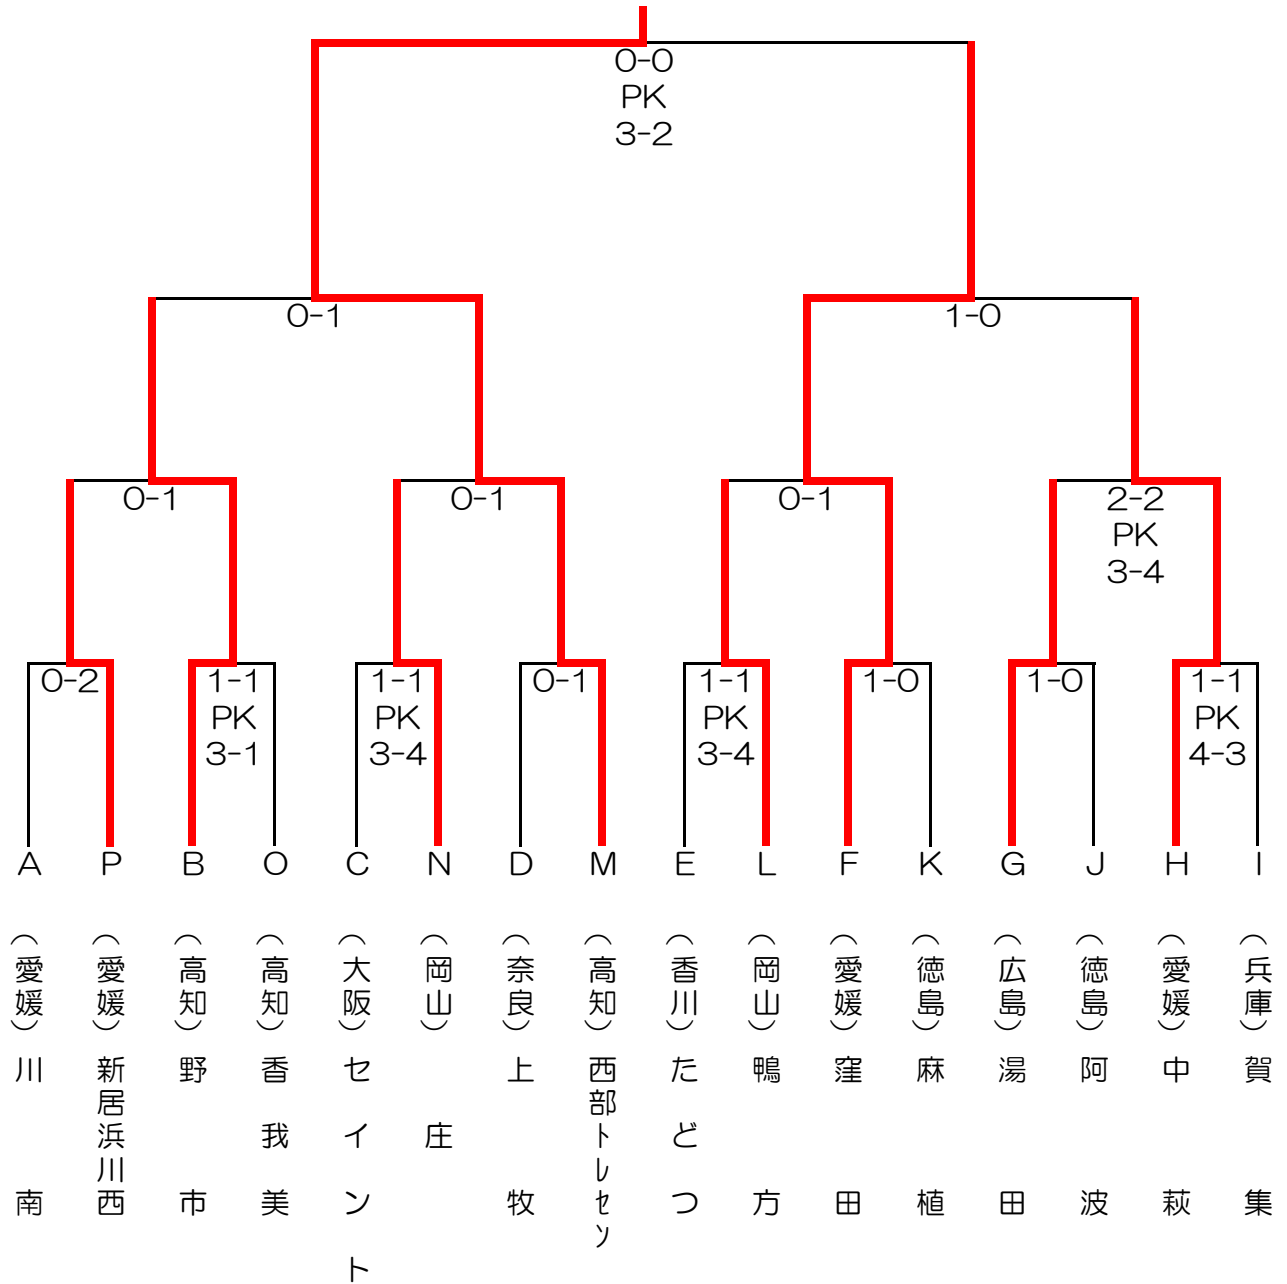 0-0
PK
3-2
0-1
1-0
0-1
0-1
0-1
2-2
PK
3-4
0-2
1-1
PK
3-1
1-1
PK
3-4
0-1
1-1
PK
3-4
1-0
1-0
1-1
PK
4-3
A
P
B
O
C
N
D
M
E
L
F
K
G
J
H
I
（愛媛）川南
（愛媛）新居浜川西
（高知）野市
（高知）香我美
（大阪）セイント
（岡山）庄
（奈良）上牧
（高知）西部ﾄﾚｾﾝ
（香川）たどつ
（岡山）鴨方
（愛媛）窪田
（徳島）麻植
（広島）湯田
（徳島）阿波
（愛媛）中萩
（兵庫）賀集